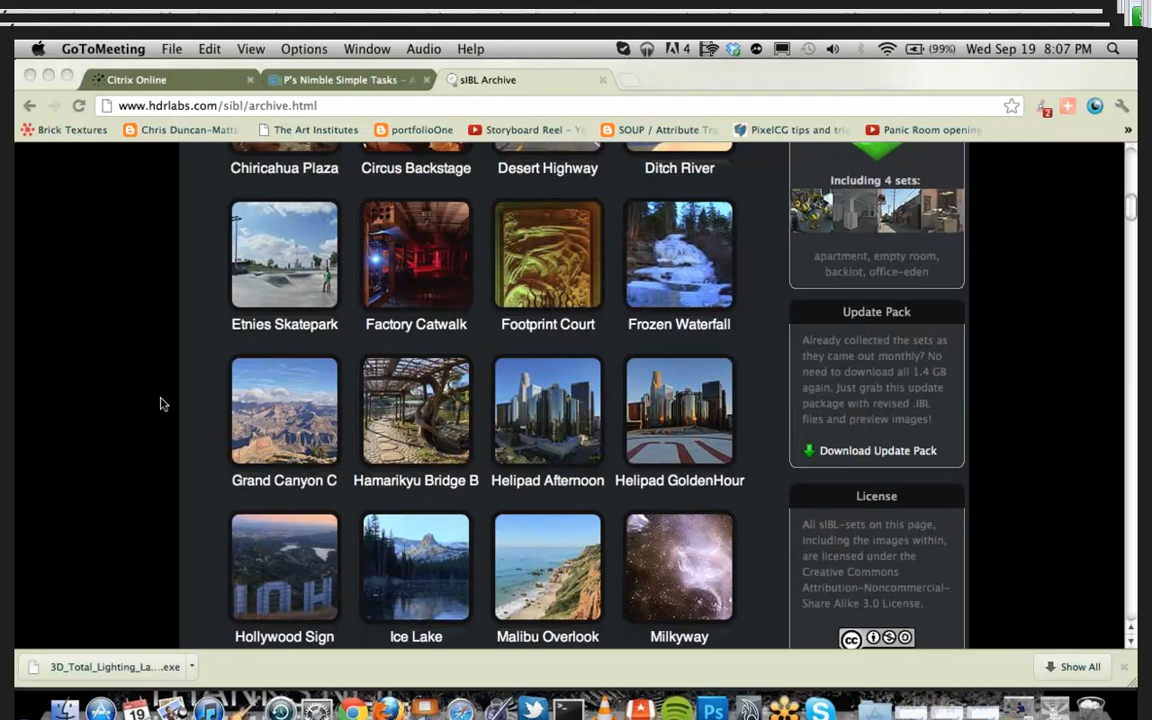 GoToMeeting File Edit View Options Window Audio Help 4 (99%) Wed Sep 19 8:07 PM
Citrix Online P's Nimble Simple Tasks – A sIBL Archive
www.hdrlabs.com/sibl/archive.html
Brick Textures Chris Duncan-Matt The Art Institutes portfolioOne Storyboard Reel – Y SOUP / Attribute Tra PixelCG tips and tri Panic Room opening »
Chiricahua Plaza Circus Backstage Desert Highway Ditch River
Including 4 sets:
apartment, empty room,
backlot, office-eden
Etnies Skatepark Factory Catwalk Footprint Court Frozen Waterfall
Update Pack
Already collected the sets as
they came out monthly? No
need to download all 1.4 GB
again. Just grab this update
package with revised .IBL
files and preview images!
Download Update Pack
Grand Canyon C Hamarikyu Bridge B Helipad Afternoon Helipad GoldenHour
License
All sIBL-sets on this page,
including the images within,
are licensed under the
Creative Commons
Attribution-Noncommercial-
Share Alike 3.0 License.
Hollywood Sign Ice Lake Malibu Overlook Milkyway
3D_Total_Lighting_La....exe Show All